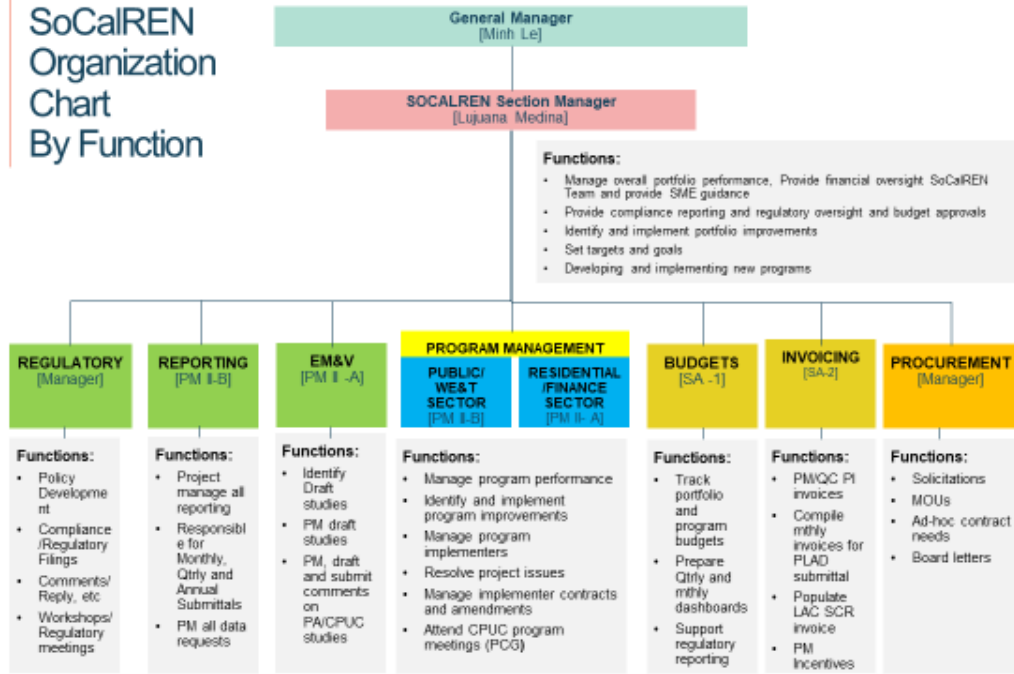 SoCalREN
Organization
Chart
By Function
General Manager
[Minh Le]
SOCALREN Section Manager
[Lujuana Medina]
Functions:
• Manage overall portfolio performance, Provide financial oversight SoCalREN
Team and provide SME guidance
• Provide compliance reporting and regulatory oversight and budget approvals
• Identify and implement portfolio improvements
• Set targets and goals
• Developing and implementing new programs
REGULATORY
[Manager]
Functions:
• Policy
Developme
nt
• Compliance
/Regulatory
Filings
• Comments/
Reply, etc
• Workshops/
Regulatory
meetings
REPORTING
[PM II-B]
Functions:
• Project
manage all
reporting
• Responsibl
e for
Monthly,
Qtrly and
Annual
Submittals
• PM all data
requests
EM&V
[PM II -A]
Functions:
• Identify
Draft
studies
• PM draft
studies
• PM, draft
and submit
comments
on
PA/CPUC
studies
PROGRAM MANAGEMENT
PUBLIC/
WE&T
SECTOR
[PM II-B]
RESIDENTIAL
/FINANCE
SECTOR
[PM II- A]
Functions:
• Manage program performance
• Identify and implement
program improvements
• Manage program
implementers
• Resolve project issues
• Manage implementer contracts
and amendments
• Attend CPUC program
meetings (PCG)
BUDGETS
[SA -1]
Functions:
• Track
portfolio
and
program
budgets
• Prepare
Qtrly and
mthly
dashboards
• Support
regulatory
reporting
INVOICING
[SA-2]
Functions:
• PM/QC PI
invoices
• Compile
mthly
invoices for
PLAD
submittal
• Populate
LAC SCR
invoice
• PM
Incentives
PROCUREMENT
[Manager]
Functions:
• Solicitations
• MOUs
• Ad-hoc contract
needs
• Board letters